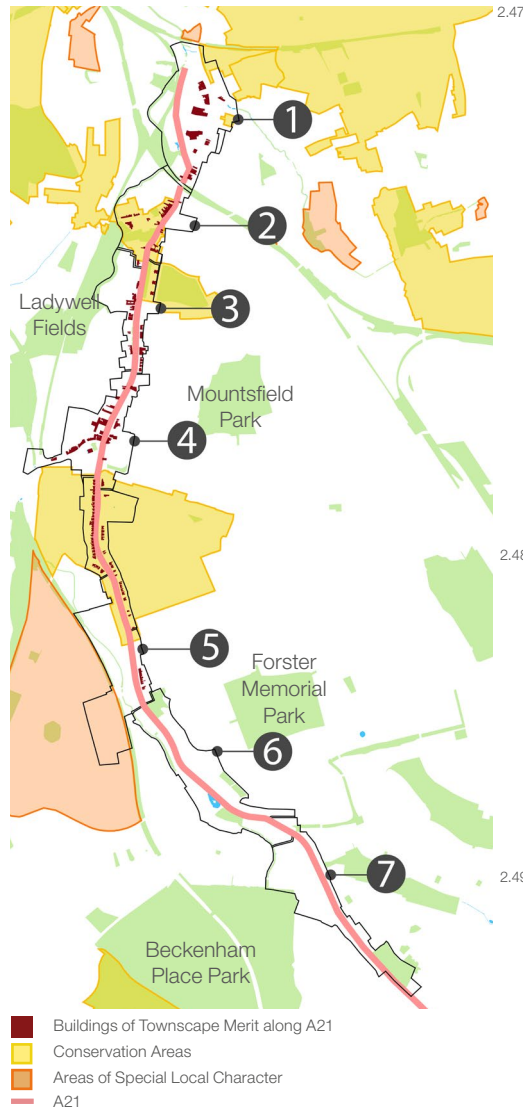 2.47
1
2
Ladywell
Fields
3
Mountsfield
Park
4
2.48
5
Forster
Memorial
Park
6
7
2.49
Beckenham
Place Park
Buildings of Townscape Merit along A21
Conservation Areas
Areas of Special Local Character
A21